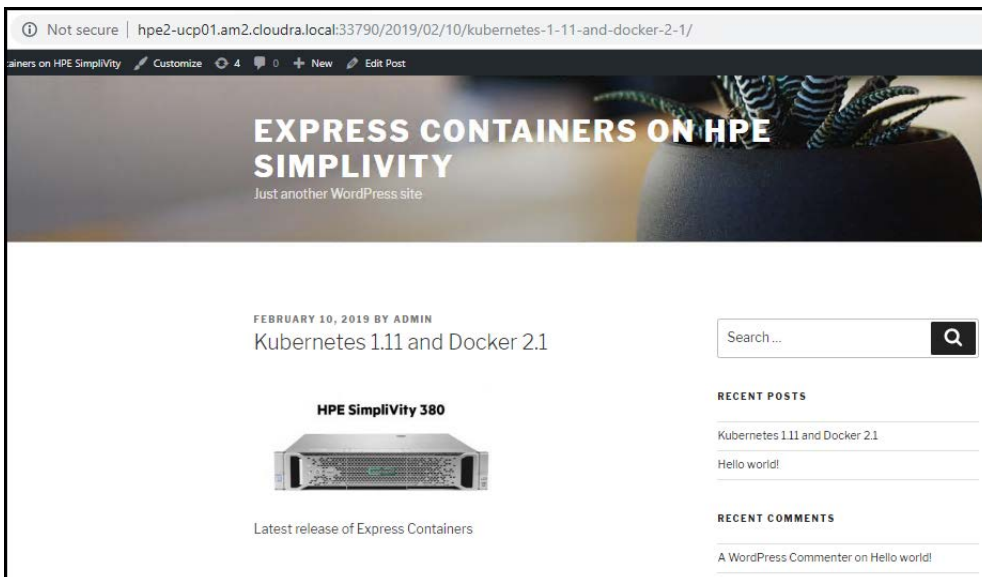 Not secure | hpe2-ucp01.am2.cloudra.local:33790/2019/02/10/kubernetes-1-11-and-docker-2-1/
ainers on HPE SimpliVity Customize 4 0 + New Edit Post
EXPRESS CONTAINERS ON HPE
SIMPLIVITY
Just another WordPress site
FEBRUARY 10, 2019 BY ADMIN
Kubernetes 1.11 and Docker 2.1
HPE SimpliVity 380
Latest release of Express Containers
Search ...
RECENT POSTS
Kubernetes 1.11 and Docker 2.1
Hello world!
RECENT COMMENTS
A WordPress Commenter on Hello world!